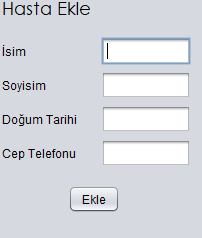 Hasta Ekle
İsim
Soyisim
Doğum Tarihi
Cep Telefonu
Ekle